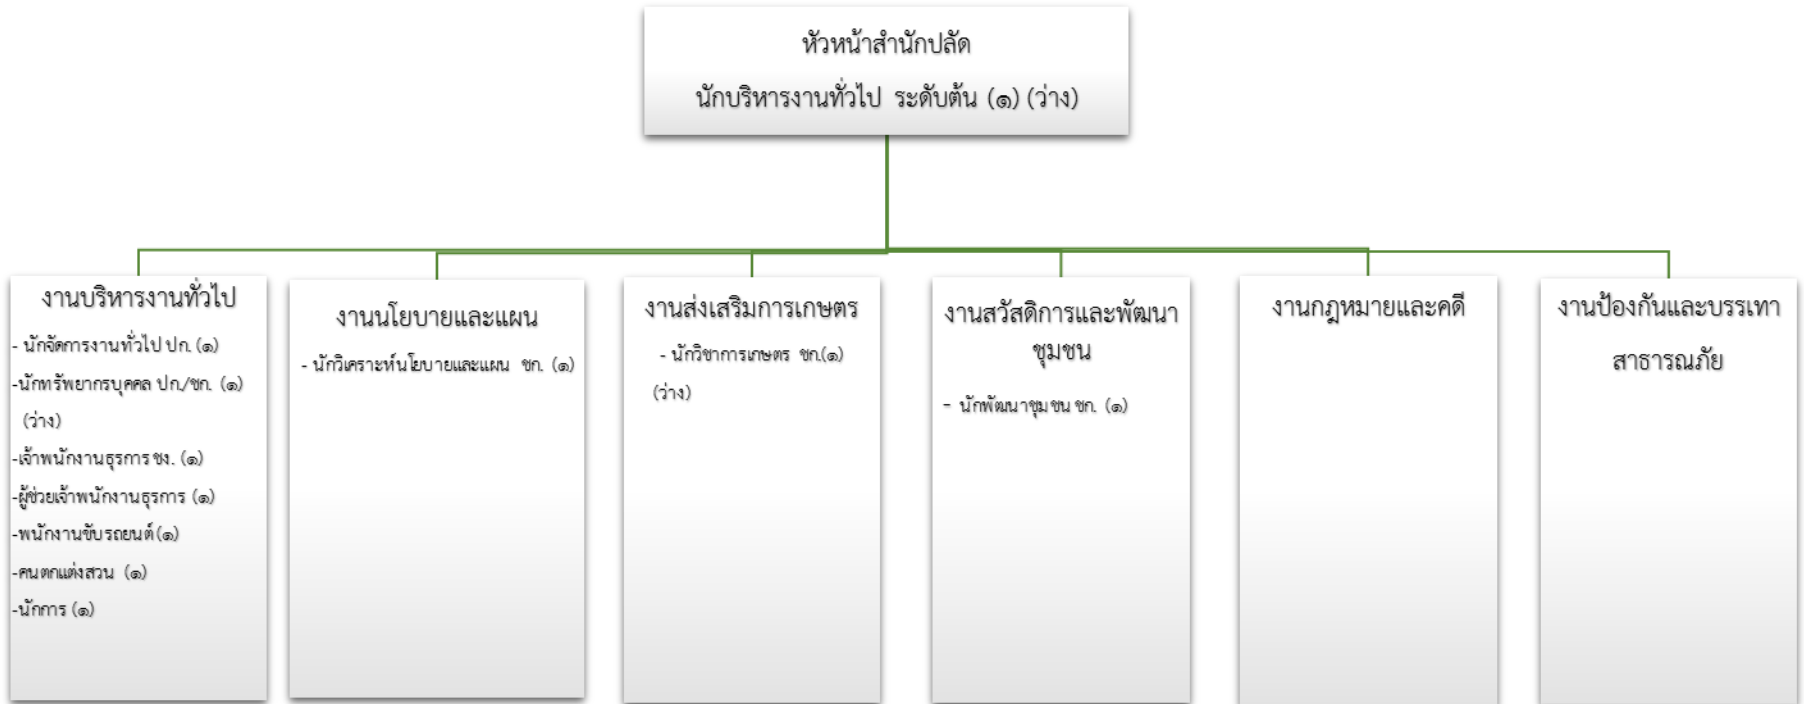 หัวหน้าสำนักปลัด
นักบริหารงานทั่วไป ระดับต้น (๑) (ว่าง)
งานบริหารงานทั่วไป
- นักจัดการงานทั่วไป ปก. (๑)
-นักทรัพยากรบุคคล ปก./ชก. (๑)
(ว่าง)
-เจ้าพนักงานธุรการ ชง. (๑)
-ผู้ช่วยเจ้าพนักงานธุรการ (๑)
-พนักงานขับรถยนต์ (๑)
-คนตกแต่งสวน (๑)
-นักการ (๑)
งานนโยบายและแผน
- นักวิเคราะห์นโยบายและแผน ชก. (๑)
งานส่งเสริมการเกษตร
- นักวิชาการเกษตร ชก.(๑)
(ว่าง)
งานสวัสดิการและพัฒนา
ชุมชน
- นักพัฒนาชุมชน ชก. (๑)
งานกฎหมายและคดี
งานป้องกันและบรรเทา
สาธารณภัย